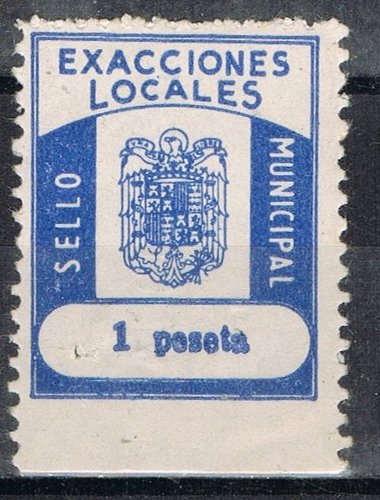 EXACCIONES
LOCALES
SELLO
MUNICIPAL
1 peseta